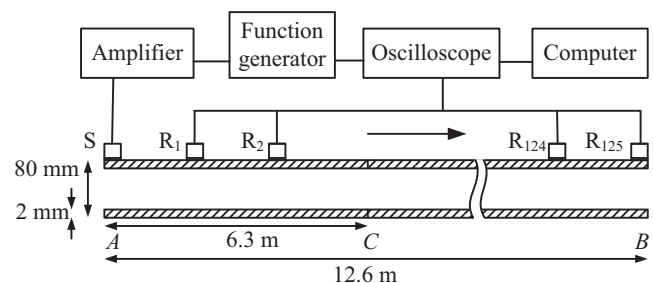 Function
generator
Amplifier
Oscilloscope
Computer
S
R1
R2
R124
R125
80 mm
2 mm
A
6.3 m
C
B
12.6 m